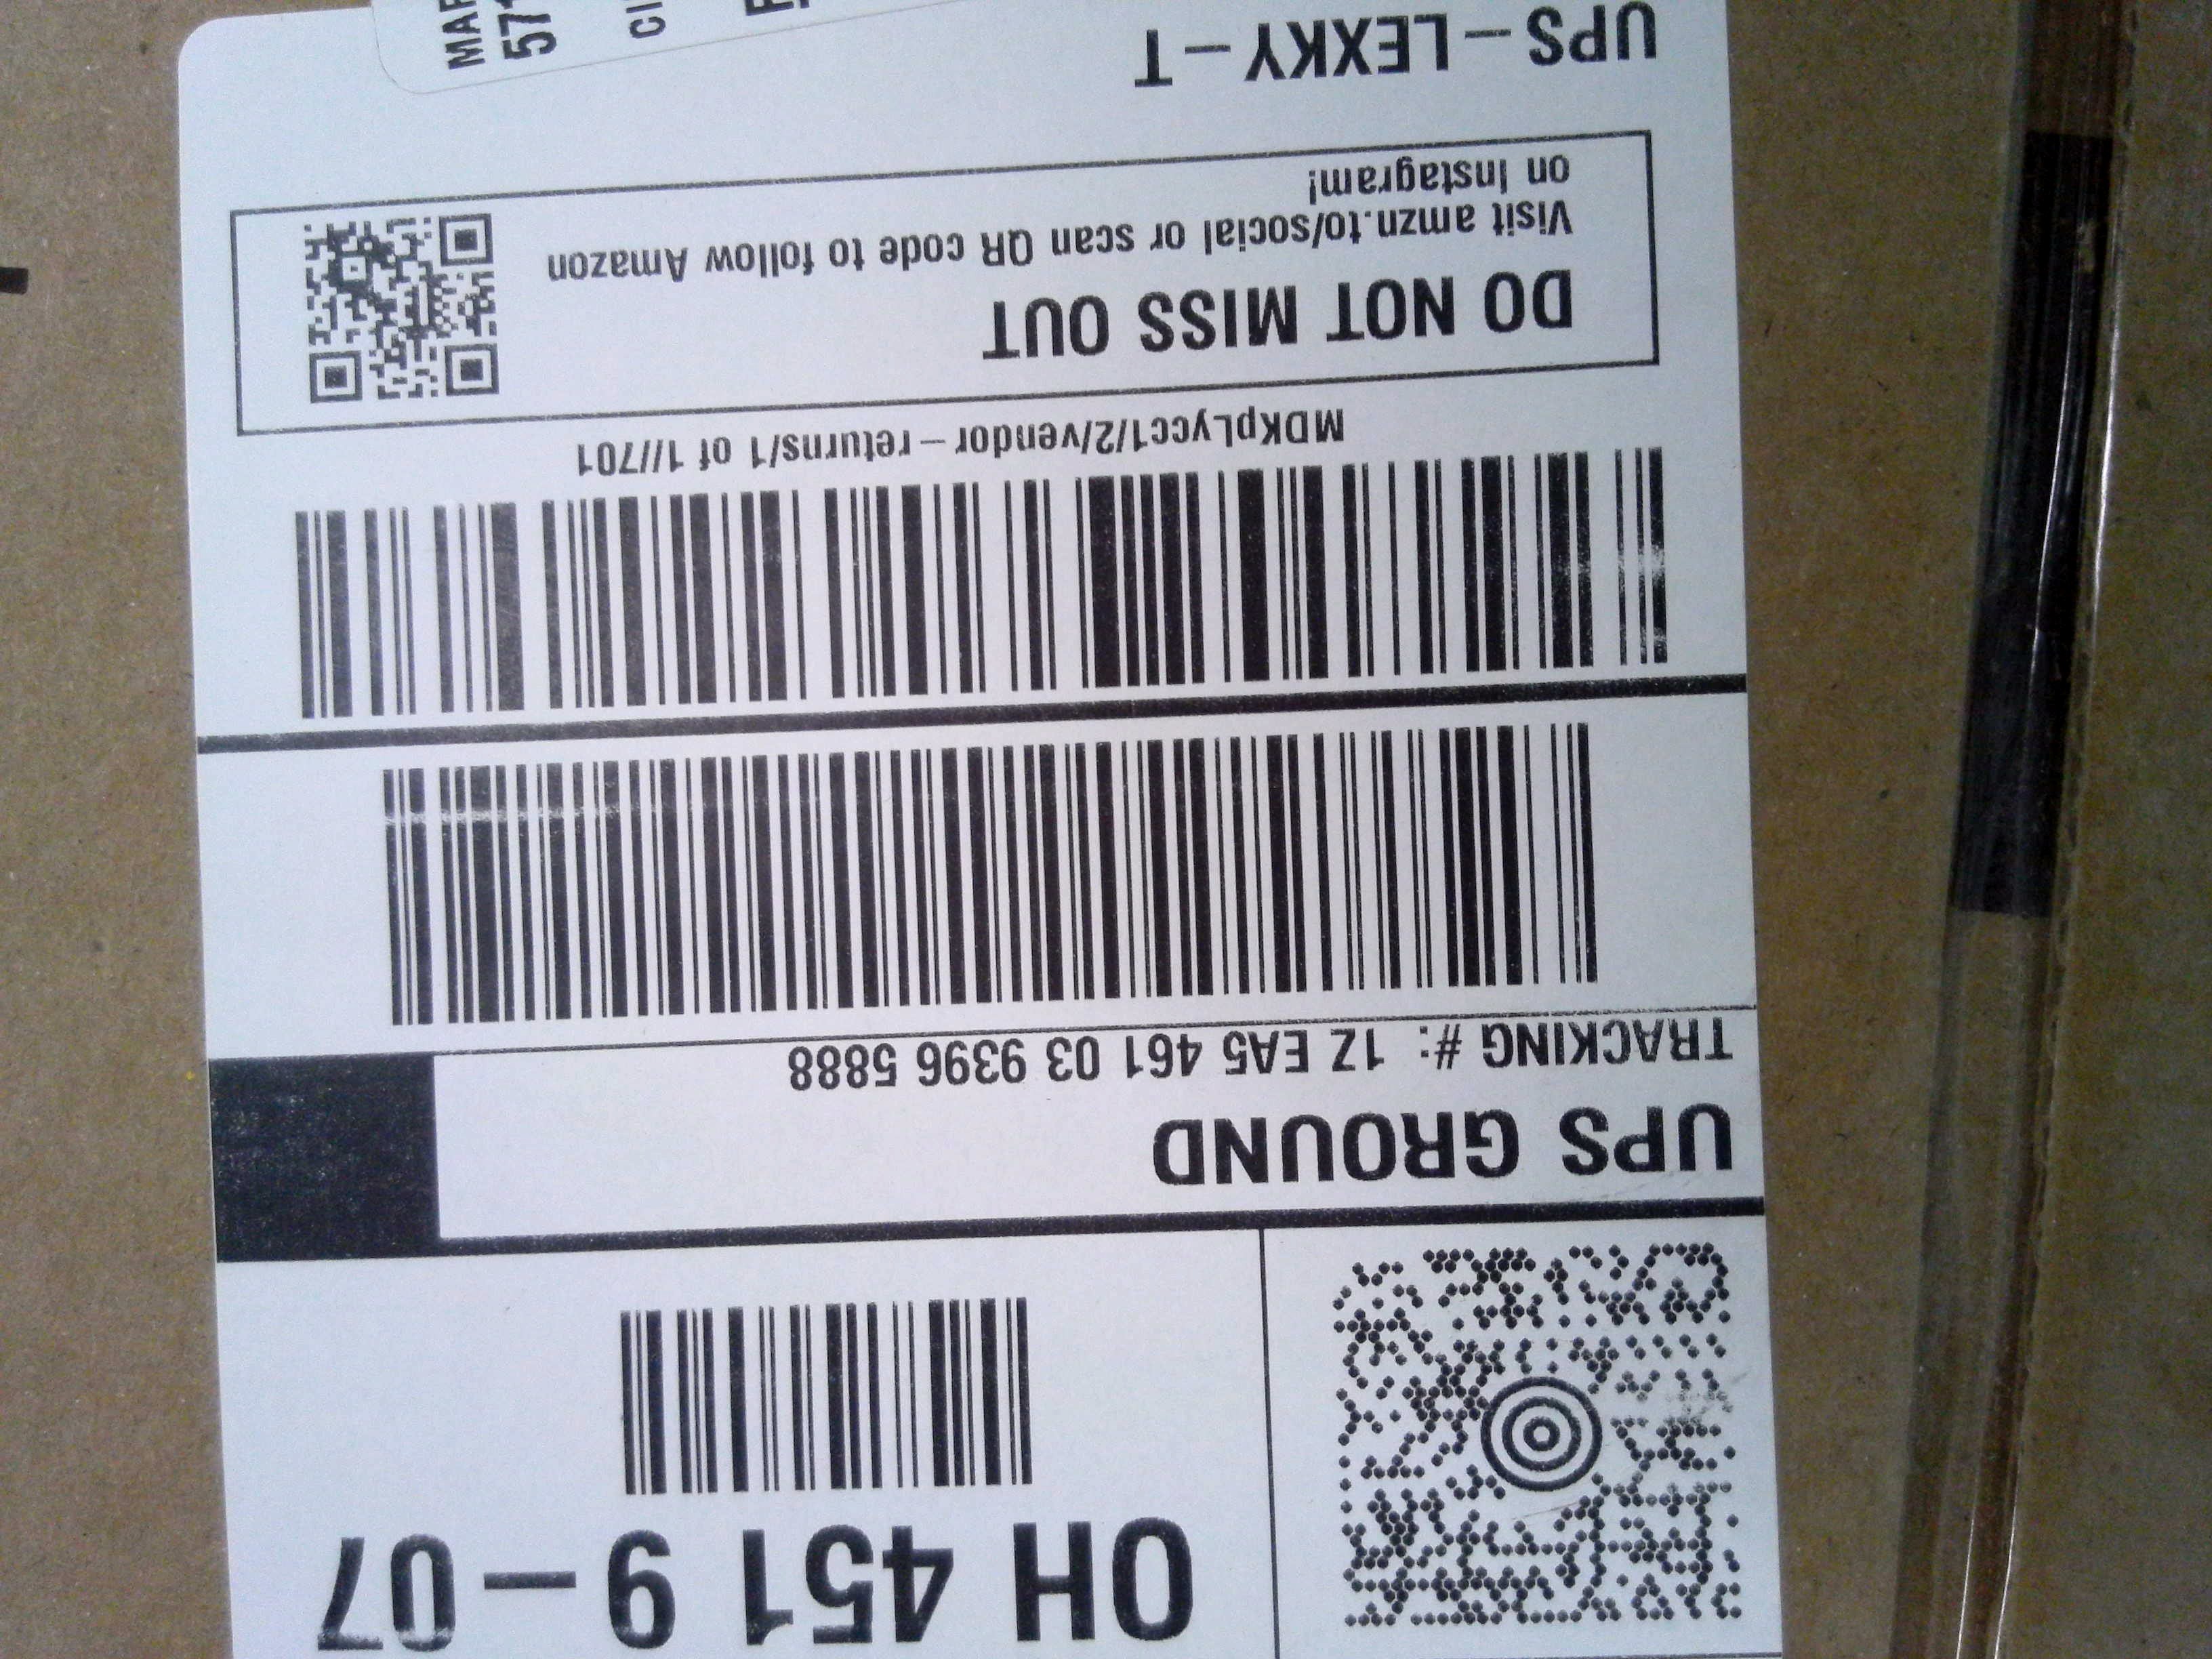 OH 451 9-07
UPS GROUND
TRACKING #: 1Z EA5 461 03 9396 5888
MDKpLycc1/2/vendor-returns/1 of 1//701
DO NOT MISS OUT
Visit amzn.to/social or scan QR code to follow Amazon
on Instagram!
UPS-LEXKY-T